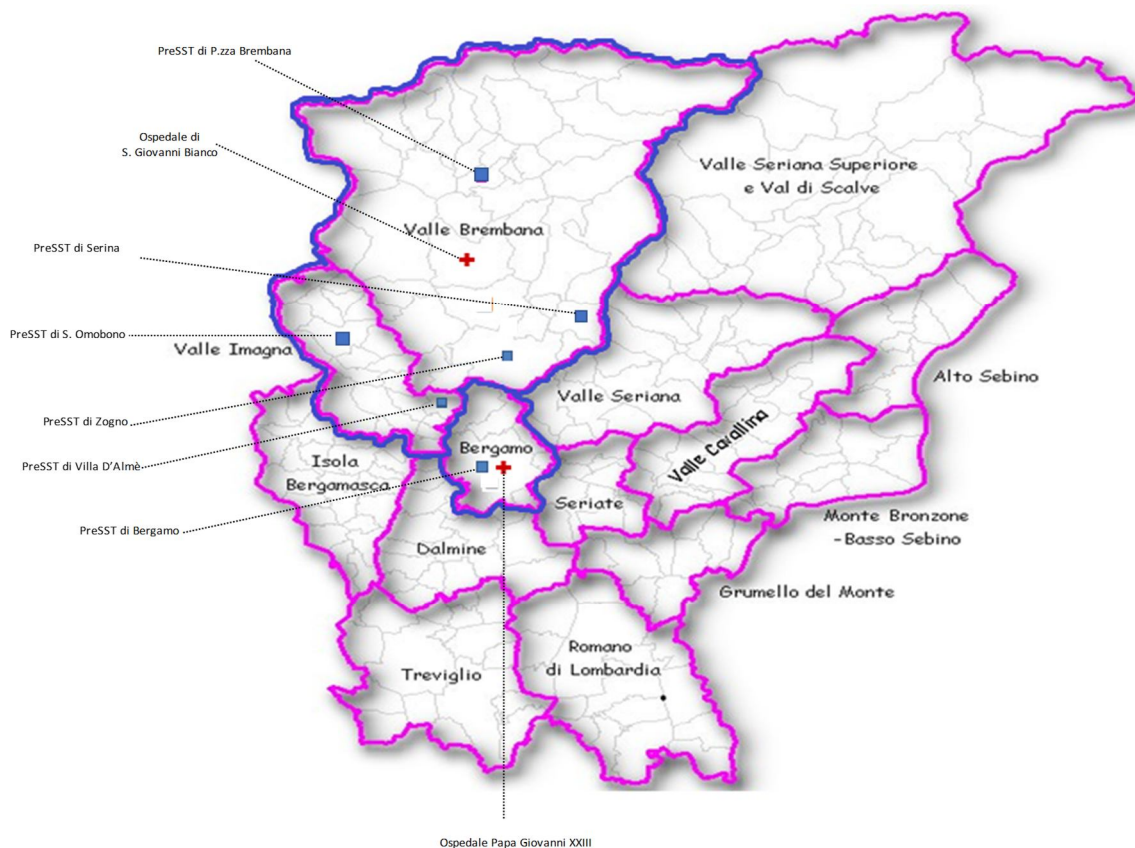 PreSST di P.zza Brembana
Ospedale di
S. Giovanni Bianco
Valle Seriana Superiore
e Val di Scalve
Valle Brembana
PreSST di Serina
PreSST di S. Omobono
Valle Imagna
Alto Sebino
Valle Seriana
PreSST di Zogno
Valle Cavallina
Bergamo
PreSST di Villa D'Almè
Isola
Bergamasca
Seriate
Monte Bronzone
-Basso Sebino
PreSST di Bergamo
Dalmine
Grumello del Monte
Romano
di Lombardia
Treviglio
Ospedale Papa Giovanni XXIII